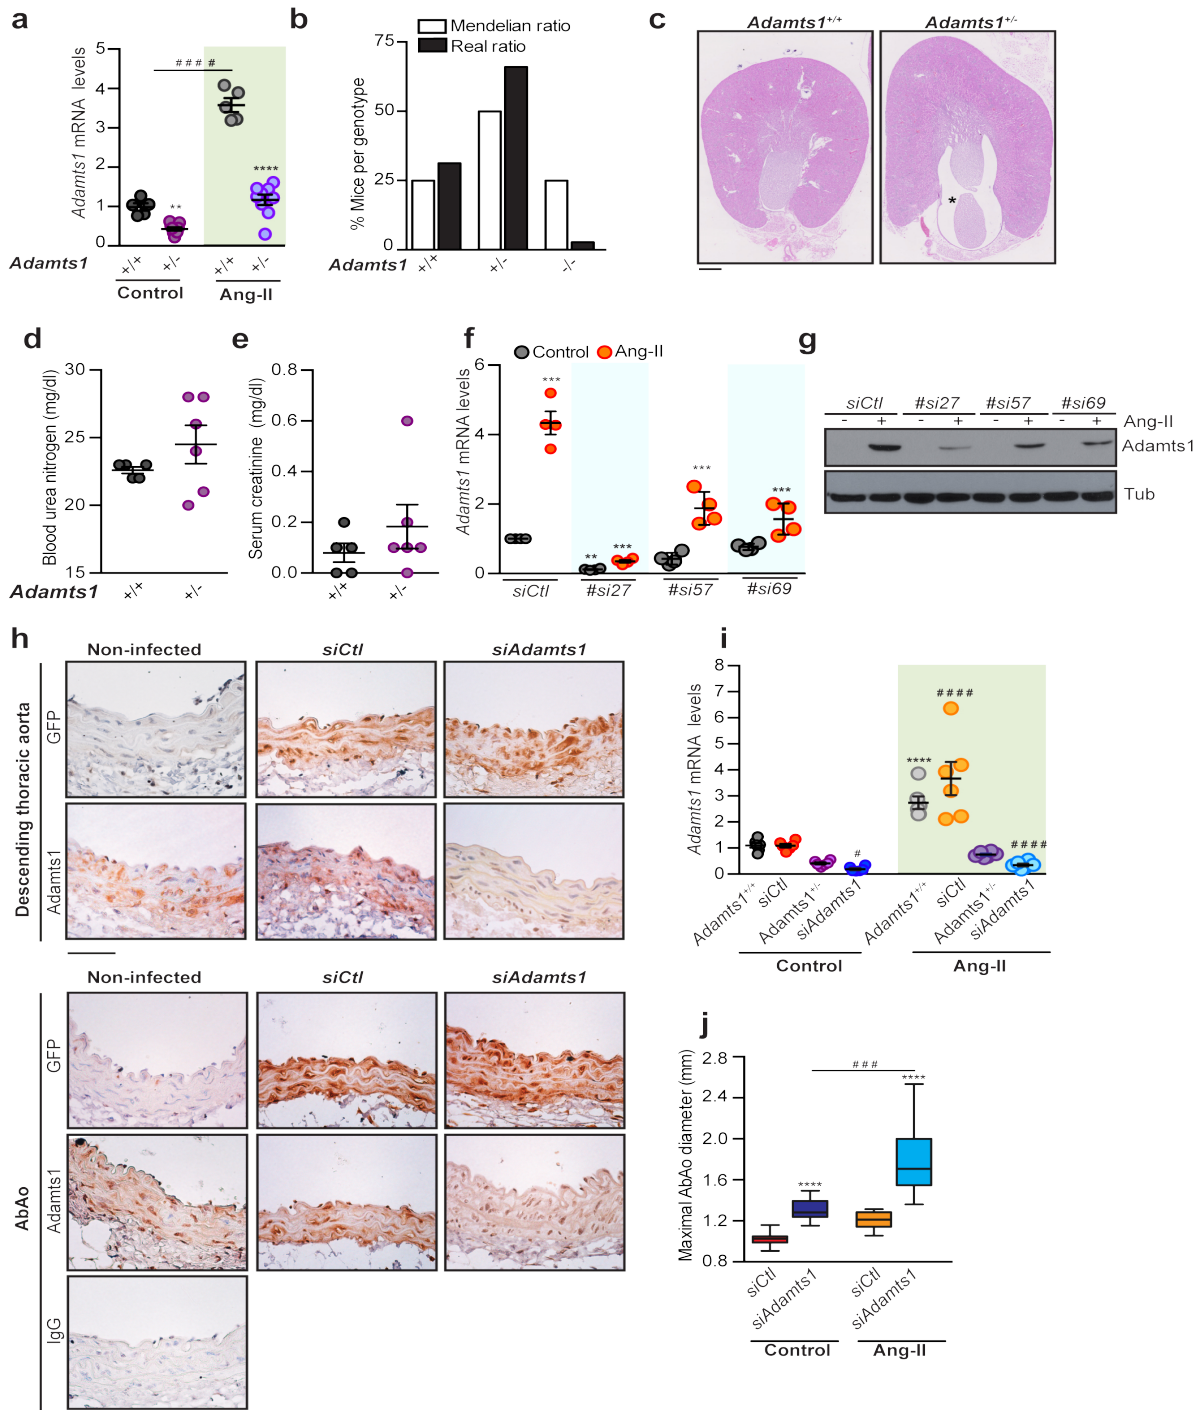 a
Adamts1 mRNA levels
5
4
3
2
1
0
# # # #
****
**
Adamts1
+/+
+/-
+/+
+/-
Control
Ang-II
b
Mendelian ratio
Real ratio
% Mice per genotype
75
50
25
0
Adamts1
+/+
+/-
-/-
c
Adamts1+/+
Adamts1+/-
*
d
Blood urea nitrogen (mg/dl)
30
25
20
15
Adamts1
+/+
+/-
e
Serum creatinine (mg/dl)
0.8
0.6
0.4
0.2
0.0
+/+
+/-
f
Control
Ang-II
Adamts1 mRNA levels
6
4
2
0
***
**
***
***
***
siCtl
#si27
#si57
#si69
g
siCtl
#si27
#si57
#si69
- + - + - + - +
Ang-II
Adamts1
Tub
h
Non-infected
siCtl
siAdamts1
Descending thoracic aorta
GFP
Adamts1
Non-infected
siCtl
siAdamts1
AbAo
GFP
Adamts1
IgG
i
Adamts1 mRNA levels
8
7
6
5
4
3
2
1
0
#
****
# # # #
# # # #
Adamts1+/+
siCtl
Adamts1+/-
siAdamts1
Adamts1+/+
siCtl
Adamts1+/-
siAdamts1
Control
Ang-II
j
Maximal AbAo diameter (mm)
2.8
2.4
2.0
1.6
1.2
0.8
# # #
****
****
siCtl
siAdamts1
siCtl
siAdamts1
Control
Ang-II